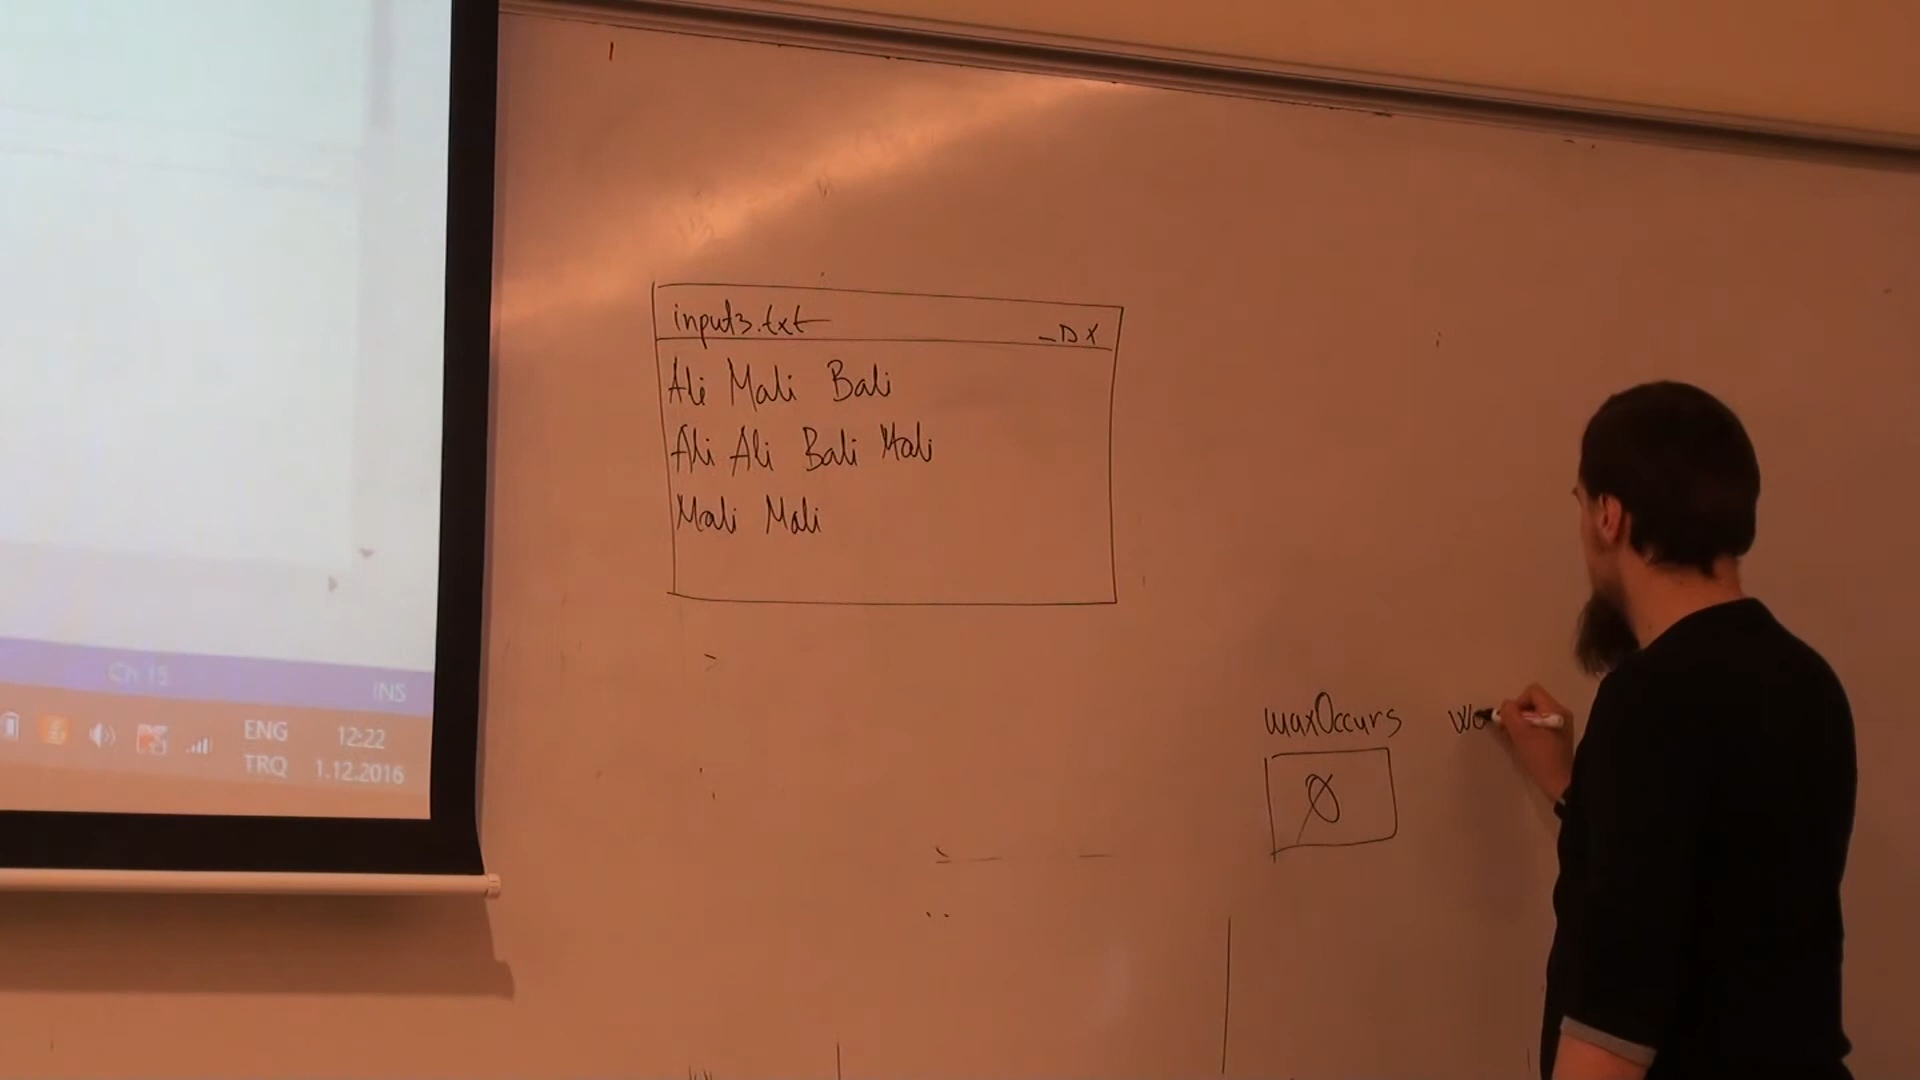 input3.txt
Ali Mali Bali
Ali Ali Bali Mali
Mali Mali
maxOccurs
0
Ch 15
INS
ENG
12:22
TRQ
1.12.2016